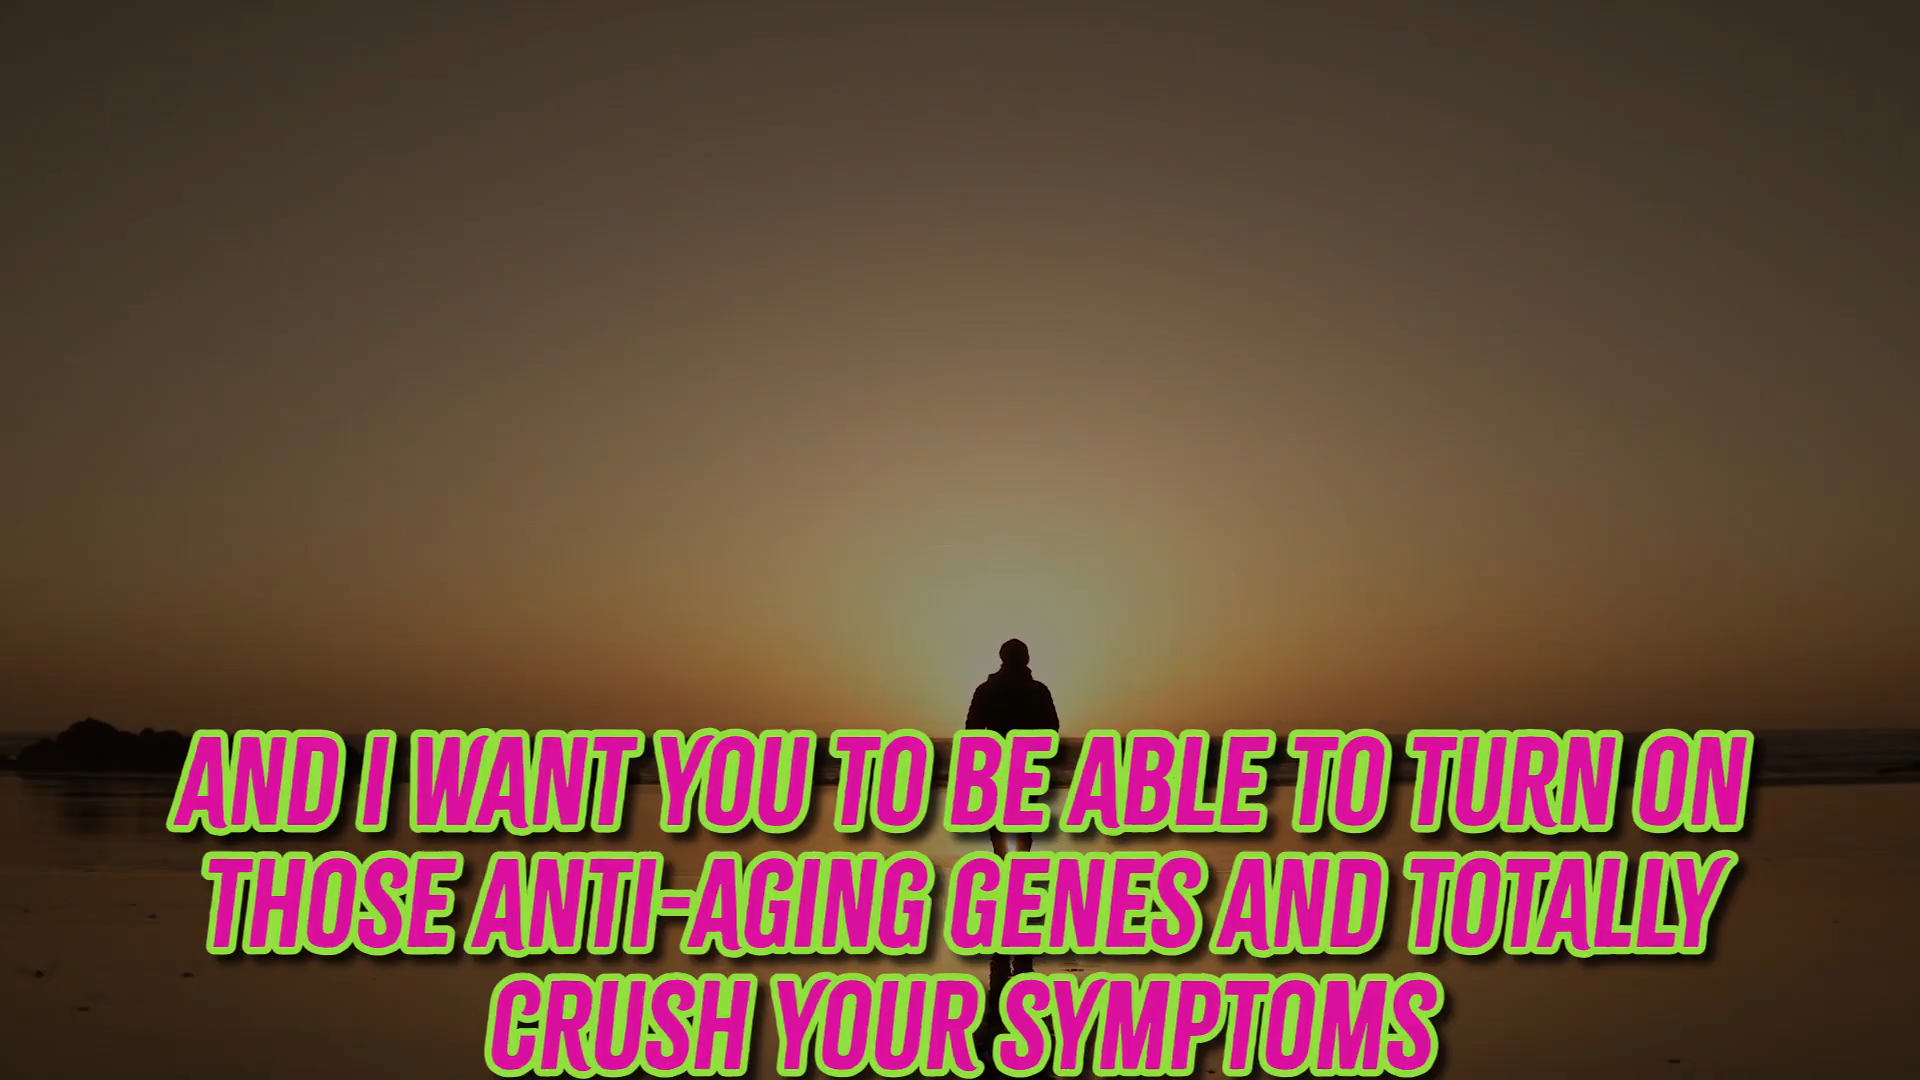 AND I WANT YOU TO BE ABLE TO TURN ON
THOSE ANTI-AGING GENES AND TOTALLY
CRUSH YOUR SYMPTOMS